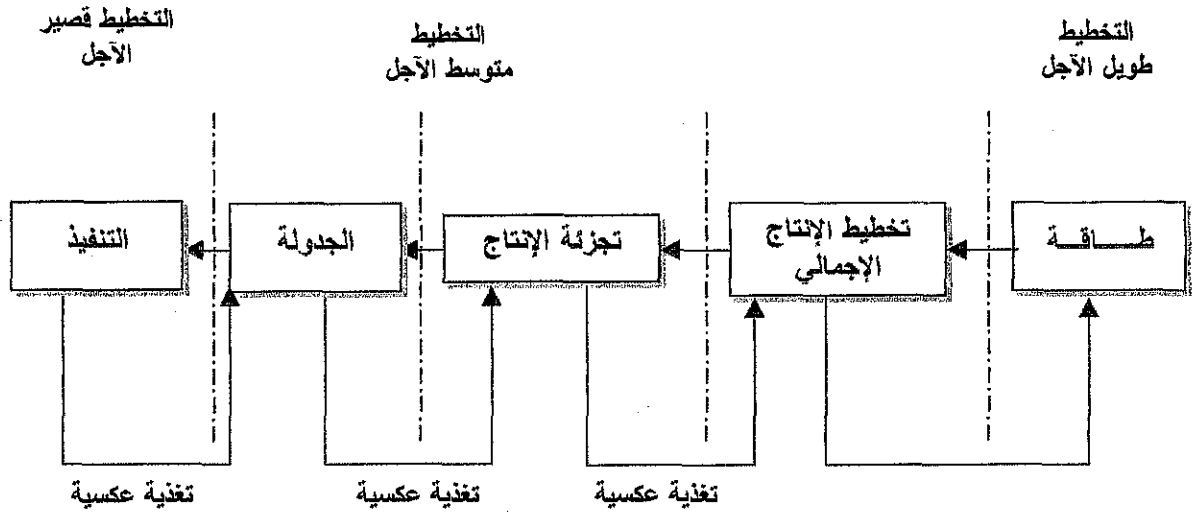 التخطيط
طويل الآجل
التخطيط
متوسط الآجل
التخطيط قصير
الآجل
طـــــاقـــة
تخطيط الإنتاج
الإجمالي
تجزئة الإنتاج
الجدولة
التنفيذ
تغذية عكسية
تغذية عكسية
تغذية عكسية